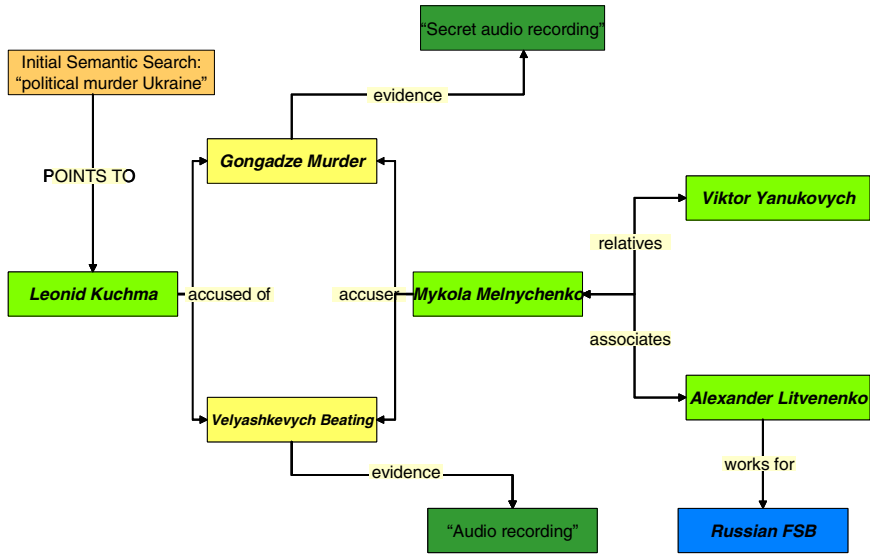 “Secret audio recording”
Initial Semantic Search:
“political murder Ukraine”
evidence
Gongadze Murder
POINTS TO
Viktor Yanukovych
relatives
Leonid Kuchma
accused of
accuser
Mykola Melnychenko
associates
Velyashkevych Beating
Alexander Litvenenko
evidence
works for
“Audio recording”
Russian FSB